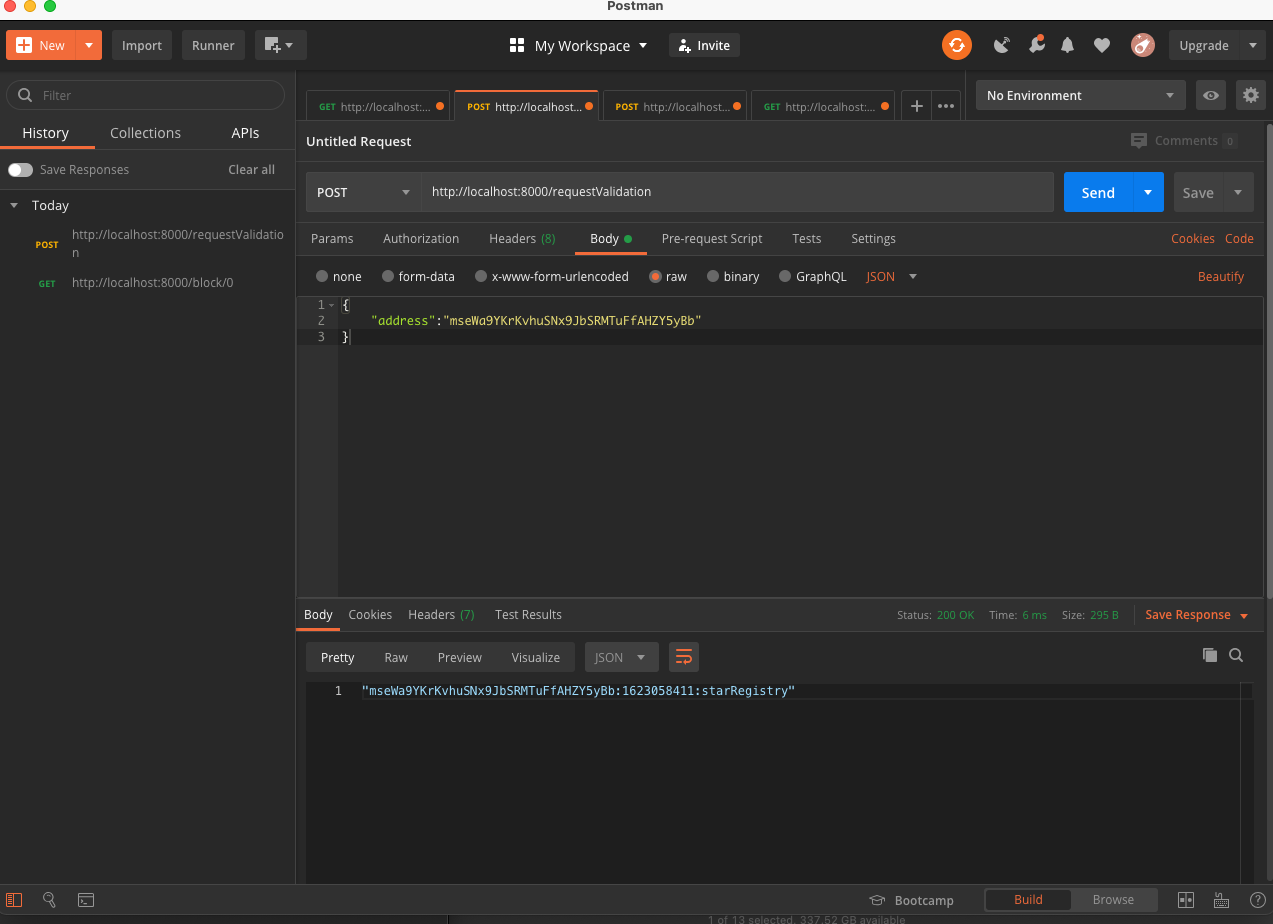 Postman
New
Import
Runner
My Workspace
Invite
Upgrade
Filter
History
Collections
APIs
Save Responses
Clear all
Today
POST
http://localhost:8000/requestValidatio
n
GET
http://localhost:8000/block/0
GET http://localhost:...
POST http://localhost...
POST http://localhost...
GET http://localhost:...
No Environment
Untitled Request
Comments 0
POST
http://localhost:8000/requestValidation
Send
Save
Params
Authorization
Headers (8)
Body
Pre-request Script
Tests
Settings
Cookies
Code
none
form-data
x-www-form-urlencoded
raw
binary
GraphQL
JSON
Beautify
1 {
2 "address":"mseWa9YKrKvhuSNx9JbSRMTuFfAHZY5yBb"
3 }
Body
Cookies
Headers (7)
Test Results
Status: 200 OK
Time: 6 ms
Size: 295 B
Save Response
Pretty
Raw
Preview
Visualize
JSON
1 "mseWa9YKrKvhuSNx9JbSRMTuFfAHZY5yBb:1623058411:starRegistry"
Bootcamp
Build
Browse
1 of 13 selected, 337.52 GB available